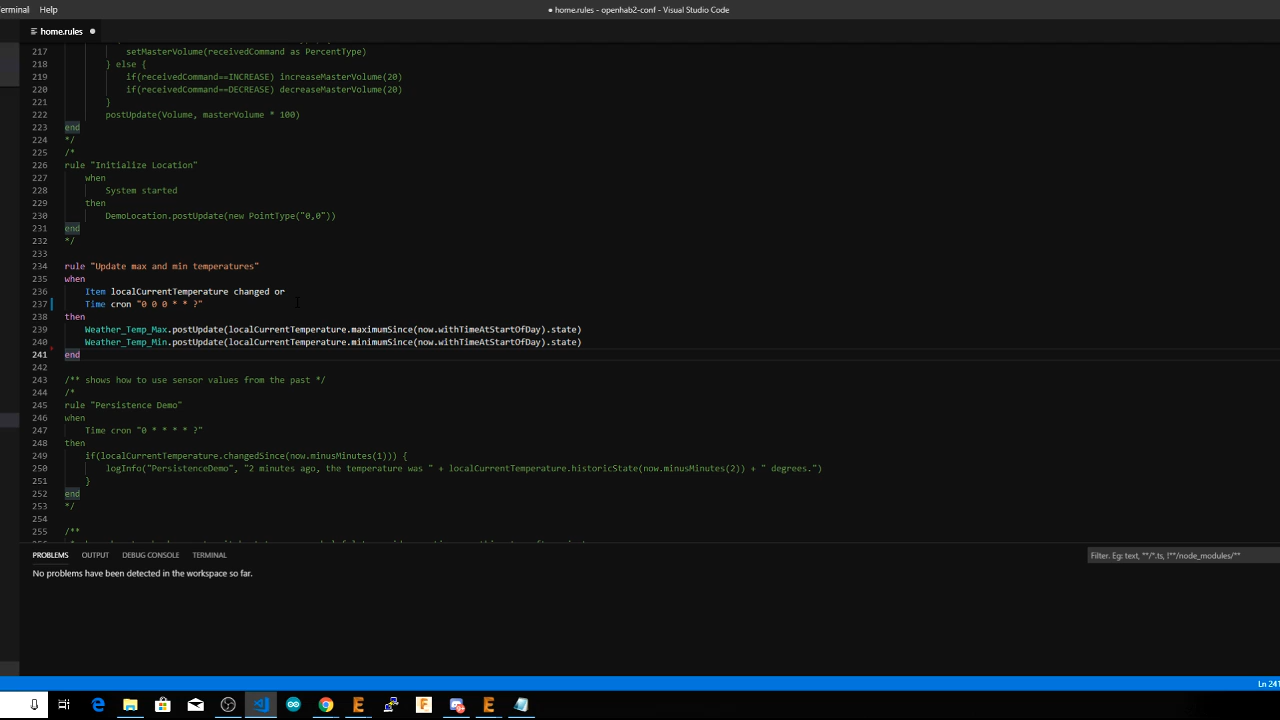 Terminal Help
● home.rules - openhab2-conf - Visual Studio Code
home.rules ●
217 setMasterVolume(receivedCommand as PercentType)
218 } else {
219 if(receivedCommand==INCREASE) increaseMasterVolume(20)
220 if(receivedCommand==DECREASE) decreaseMasterVolume(20)
221 }
222 postUpdate(Volume, masterVolume * 100)
223 end
224 */
225 /*
226 rule "Initialize Location"
227 when
228 System started
229 then
230 DemoLocation.postUpdate(new PointType("0,0"))
231 end
232 */
233
234 rule "Update max and min temperatures"
235 when
236 Item localCurrentTemperature changed or
237 Time cron "0 0 0 * * ?"
238 then
239 Weather_Temp_Max.postUpdate(localCurrentTemperature.maximumSince(now.withTimeAtStartOfDay).state)
240 Weather_Temp_Min.postUpdate(localCurrentTemperature.minimumSince(now.withTimeAtStartOfDay).state)
241 end
242
243 /** shows how to use sensor values from the past */
244 /*
245 rule "Persistence Demo"
246 when
247 Time cron "0 * * * * ?"
248 then
249 if(localCurrentTemperature.changedSince(now.minusMinutes(1))) {
250 logInfo("PersistenceDemo", "2 minutes ago, the temperature was " + localCurrentTemperature.historicState(now.minusMinutes(2)) + " degrees.")
251 }
252 end
253 */
254
255 /**
PROBLEMS OUTPUT DEBUG CONSOLE TERMINAL
Filter. Eg: text, **/*.ts, !**/node_modules/**
No problems have been detected in the workspace so far.
Ln 241